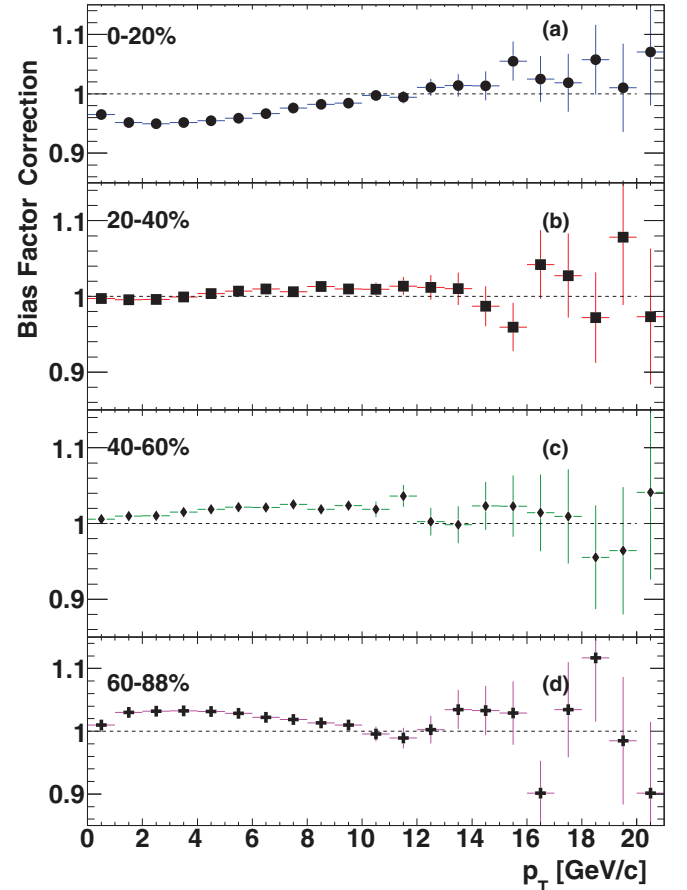 Bias Factor Correction
0-20%
(a)
1.1
1
0.9
20-40%
(b)
1.1
1
0.9
40-60%
(c)
1.1
1
0.9
60-88%
(d)
1.1
1
0.9
0 2 4 6 8 10 12 14 16 18 20
p_T [GeV/c]